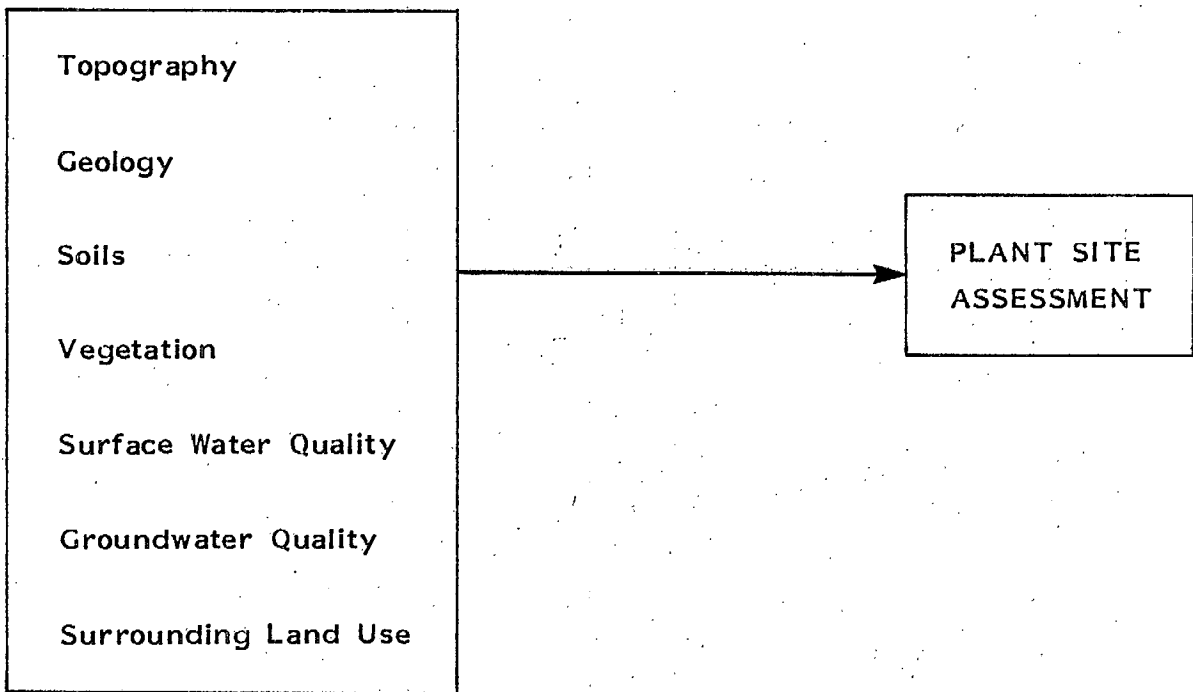 Topography
Geology
Soils
Vegetation
Surface Water Quality
Groundwater Quality
Surrounding Land Use
PLANT SITE
ASSESSMENT